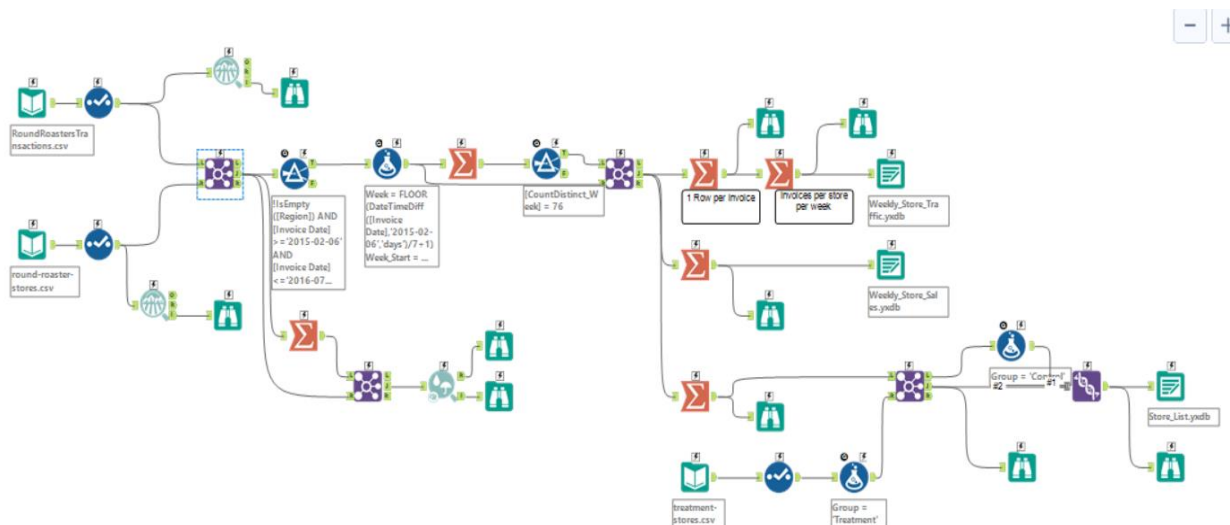 RoundRoastersTra
nsactions.csv
!IsEmpty
([Region]) AND
[Invoice Date]
>='2015-02-06'
AND
[Invoice Date]
<='2016-07...
Week = FLOOR
(DateTimeDiff
([Invoice
Date],'2015-02-
06','days')/7+1)
Week_Start = ...
[CountDistinct_W
eek] = 76
1 Row per Invoice
Invoices per store
per week
Weekly_Store_Tra
ffic.yxdb
round-roaster-
stores.csv
Weekly_Store_Sal
es.yxdb
Group = 'Control'
#1
#2
Store_List.yxdb
treatment-
stores.csv
Group =
'Treatment'